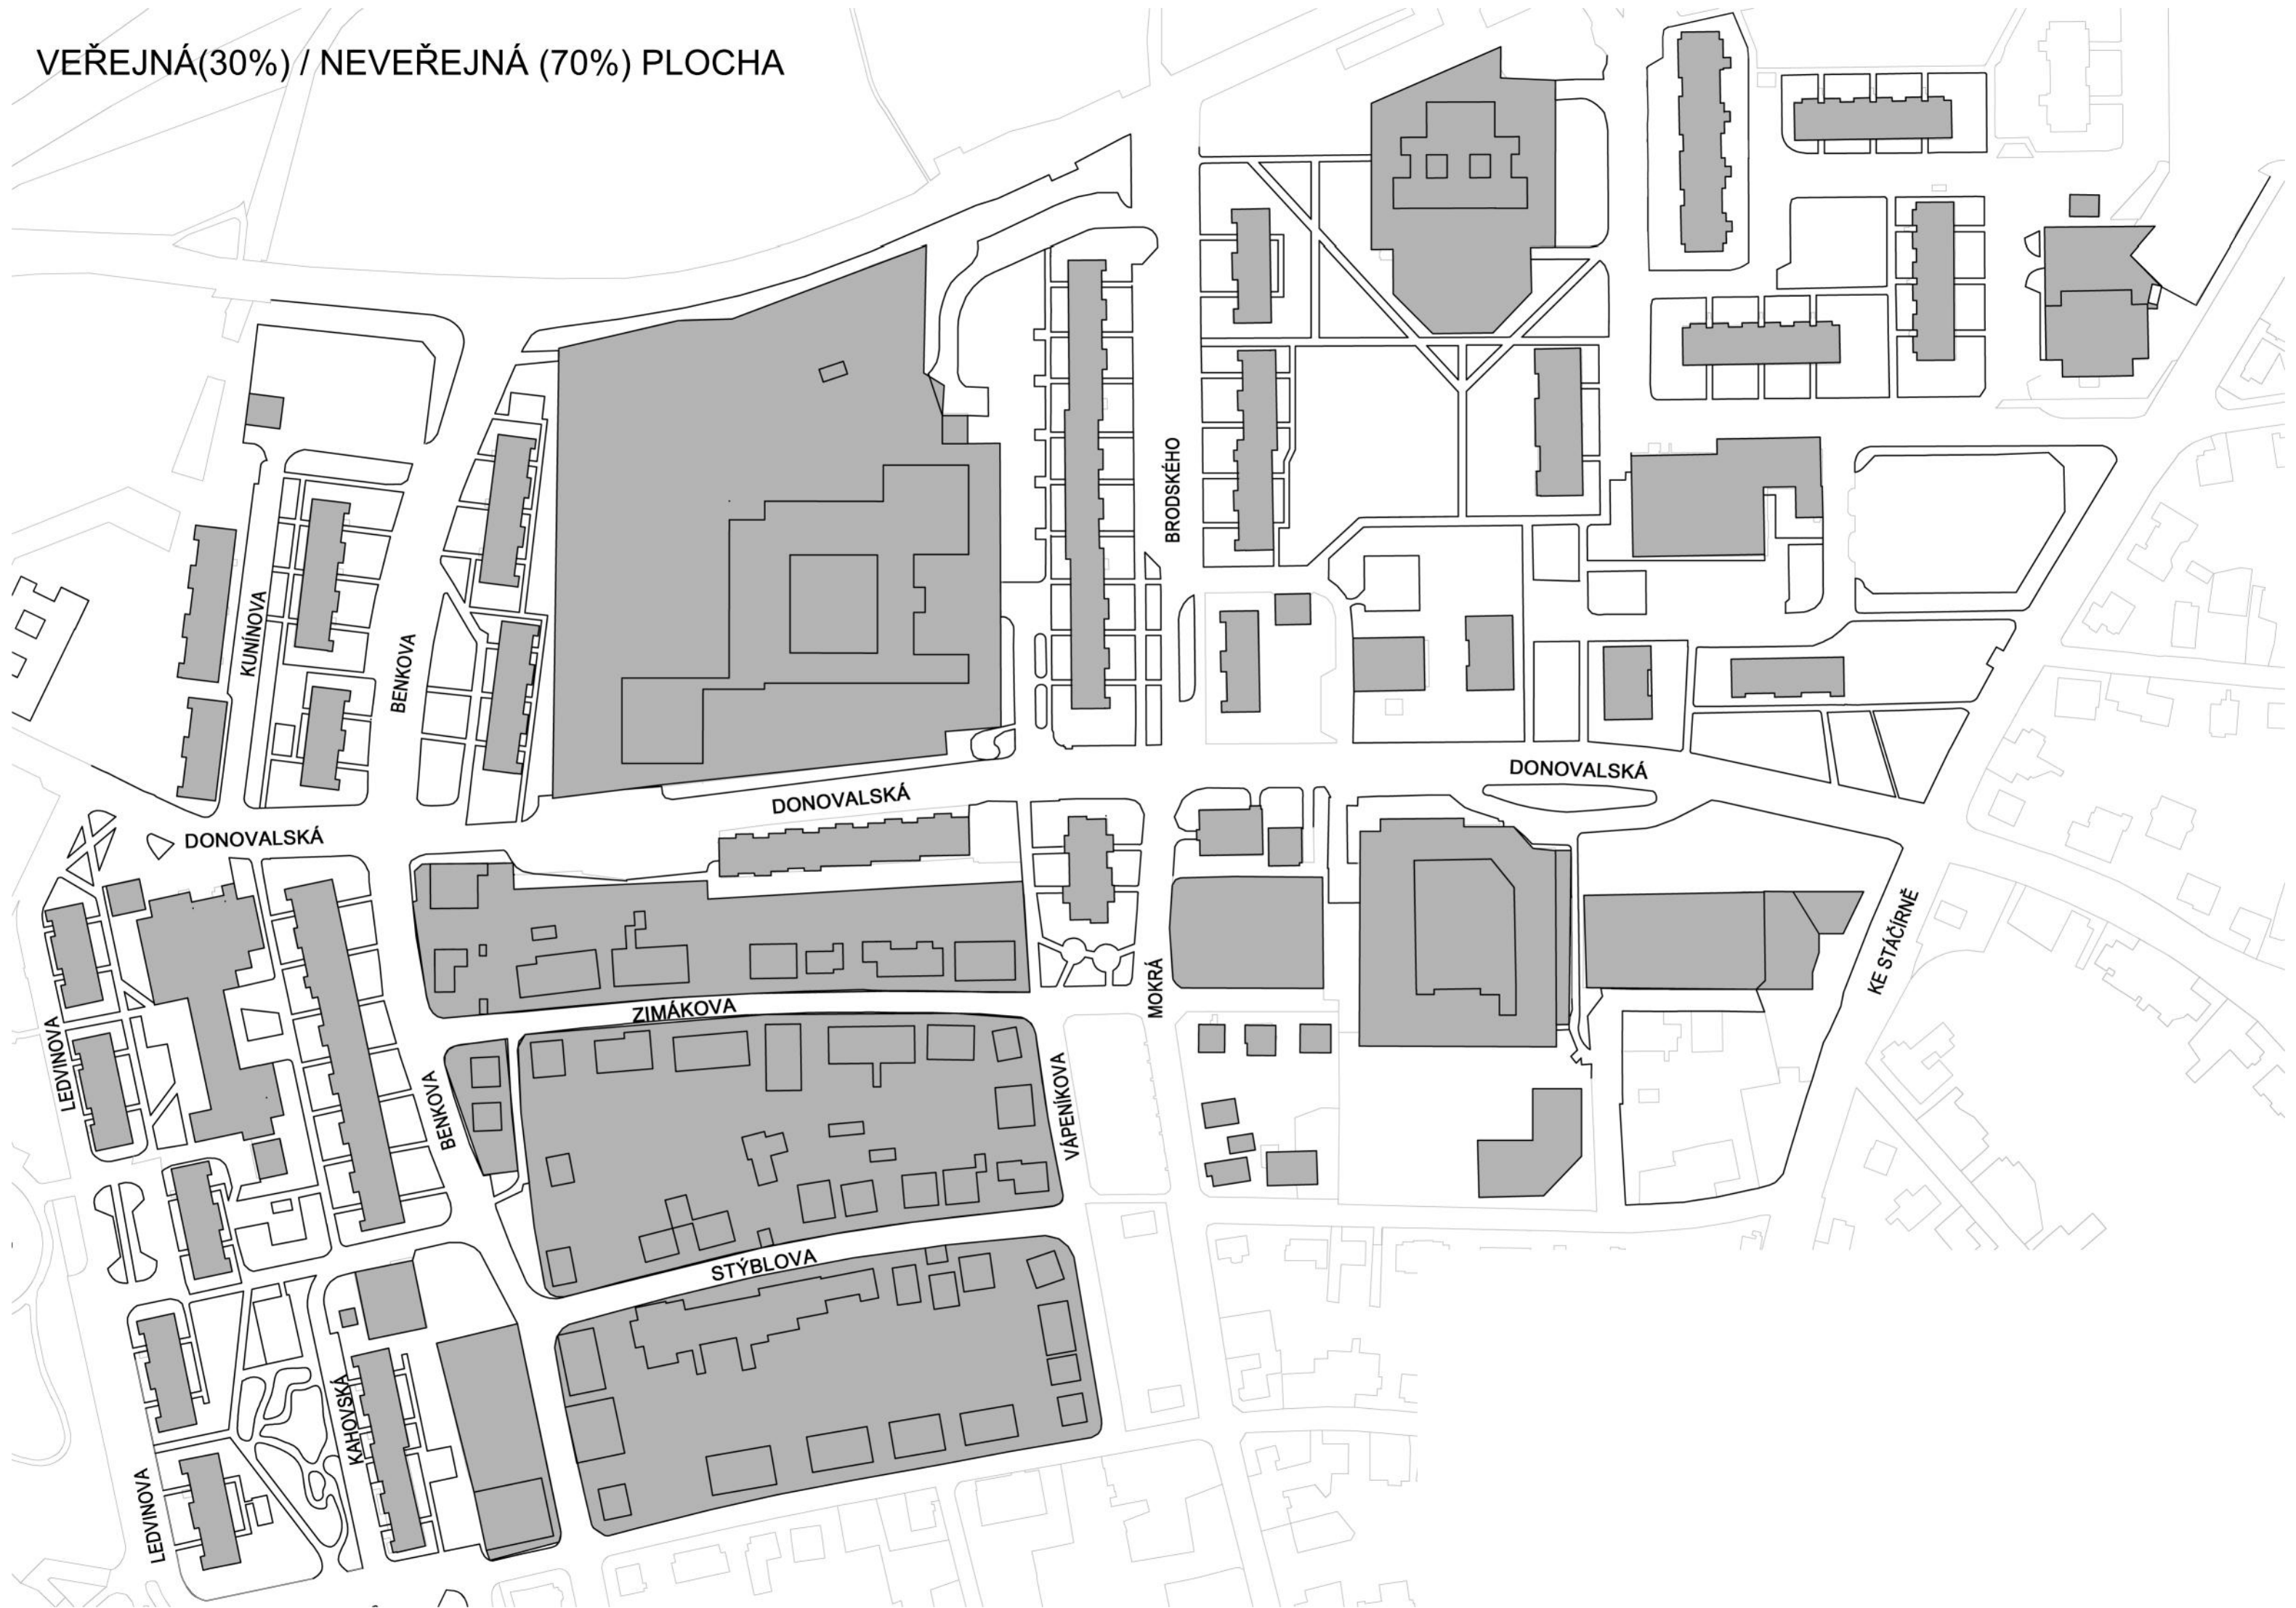 VEŘEJNÁ(30%) / NEVEŘEJNÁ (70%) PLOCHA
BRODSKÉHO
KUNÍNOVA
BENKOVA
DONOVALSKÁ
DONOVALSKÁ
DONOVALSKÁ
KE STÁČÍRNĚ
MOKRÁ
ZIMÁKOVA
LEDVINOVA
BENKOVA
VÁPENÍKOVA
STÝBLOVA
KAHOVSKÁ
LEDVINOVA